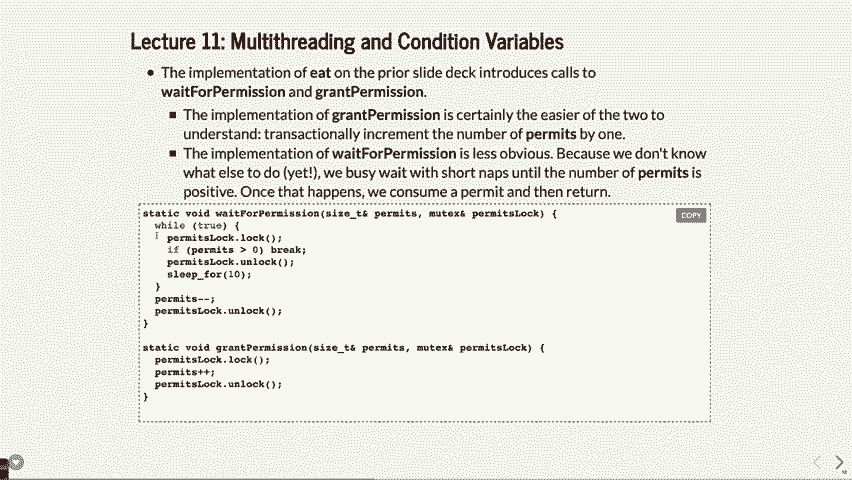 Lecture 11: Multithreading and Condition Variables
The implementation of eat on the prior slide deck introduces calls to
waitForPermission and grantPermission.
The implementation of grantPermission is certainly the easier of the two to
understand: transactionally increment the number of permits by one.
The implementation of waitForPermission is less obvious. Because we don't know
what else to do (yet!), we busy wait with short naps until the number of permits is
positive. Once that happens, we consume a permit and then return.
COPY
static void waitForPermission(size_t& permits, mutex& permitsLock) {
while (true) {
permitsLock.lock();
if (permits > 0) break;
permitsLock.unlock();
sleep_for(10);
}
permits--;
permitsLock.unlock();
}
static void grantPermission(size_t& permits, mutex& permitsLock) {
permitsLock.lock();
permits++;
permitsLock.unlock();
}